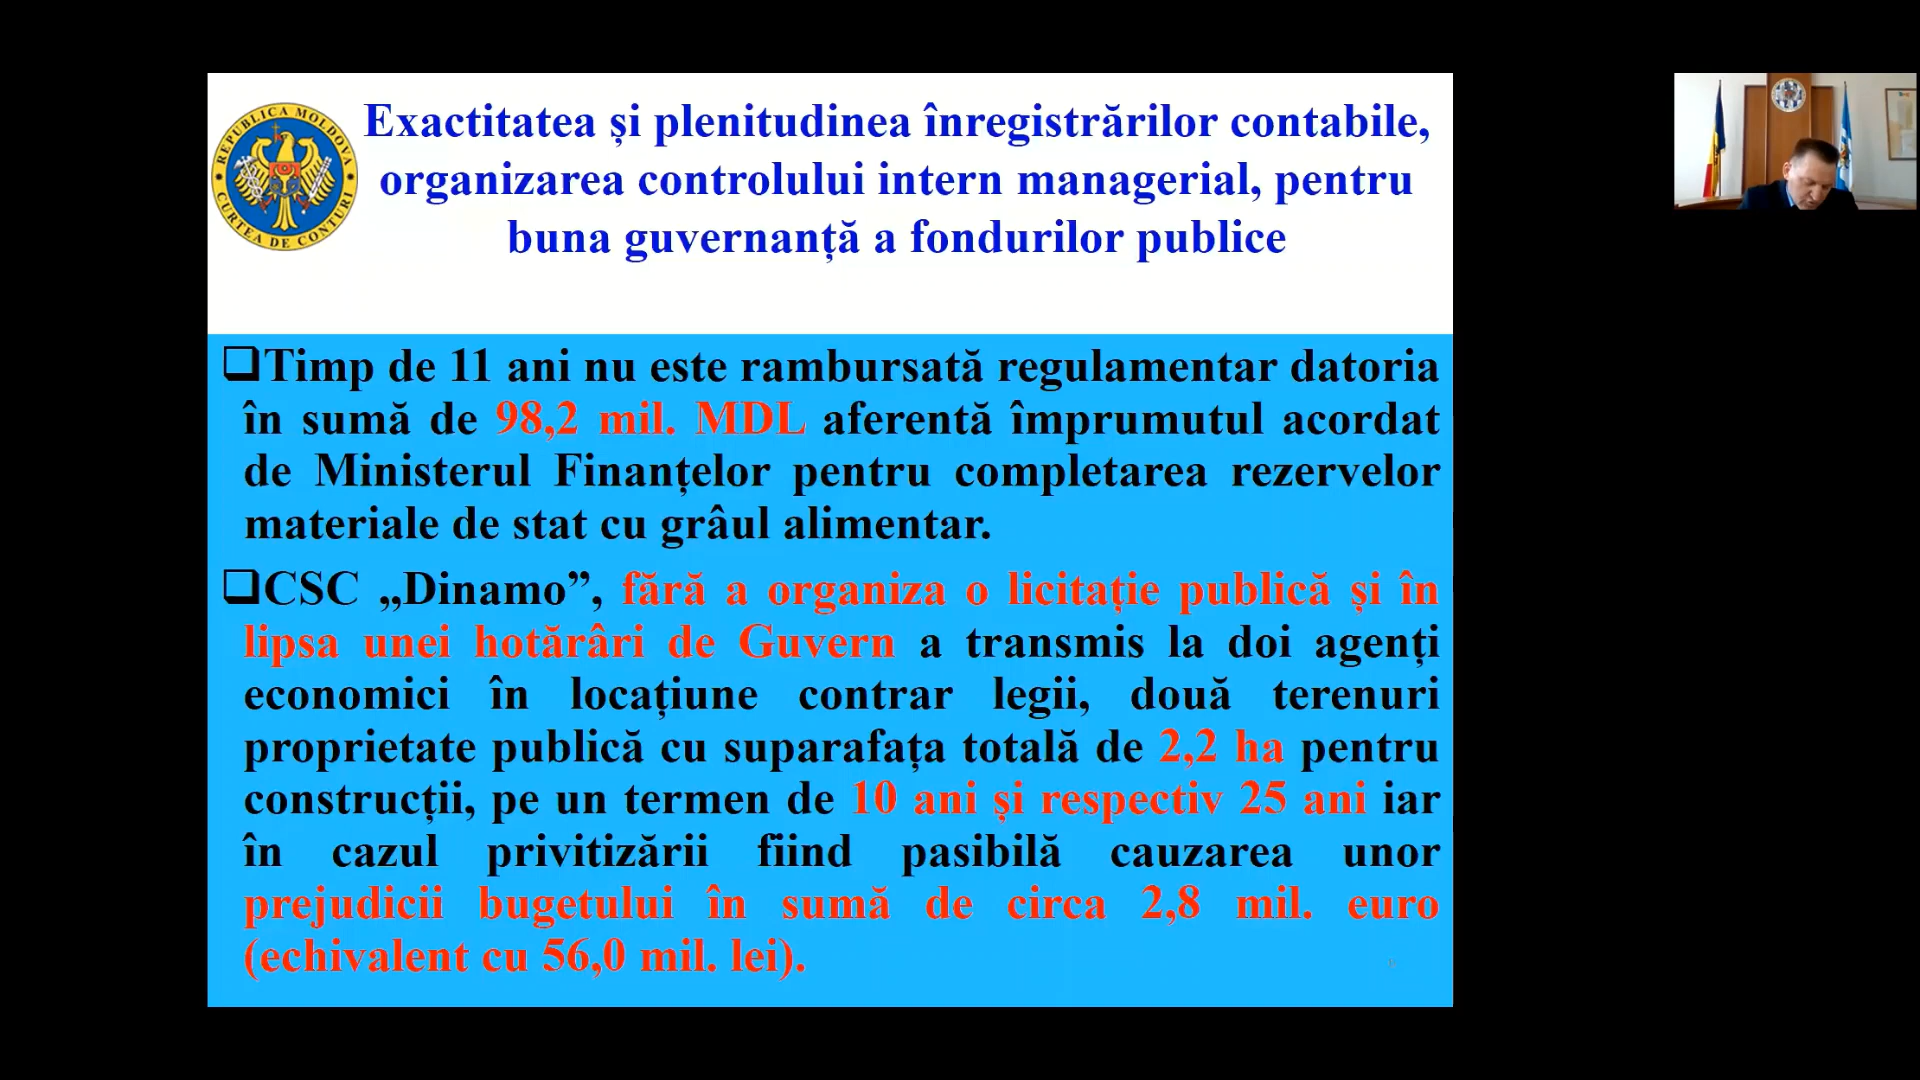 REPUBLICA MOLDOVA
CURTEA DE CONTURI
Exactitatea și plenitudinea înregistrărilor contabile,
organizarea controlului intern managerial, pentru
buna guvernanță a fondurilor publice
❑Timp de 11 ani nu este rambursată regulamentar datoria
în sumă de 98,2 mil. MDL aferentă împrumutul acordat
de Ministerul Finanțelor pentru completarea rezervelor
materiale de stat cu grâul alimentar.
❑CSC „Dinamo”, fără a organiza o licitație publică și în
lipsa unei hotărâri de Guvern a transmis la doi agenți
economici în locațiune contrar legii, două terenuri
proprietate publică cu suparafața totală de 2,2 ha pentru
construcții, pe un termen de 10 ani și respectiv 25 ani iar
în cazul privitizării fiind pasibilă cauzarea unor
prejudicii bugetului în sumă de circa 2,8 mil. euro
(echivalent cu 56,0 mil. lei).